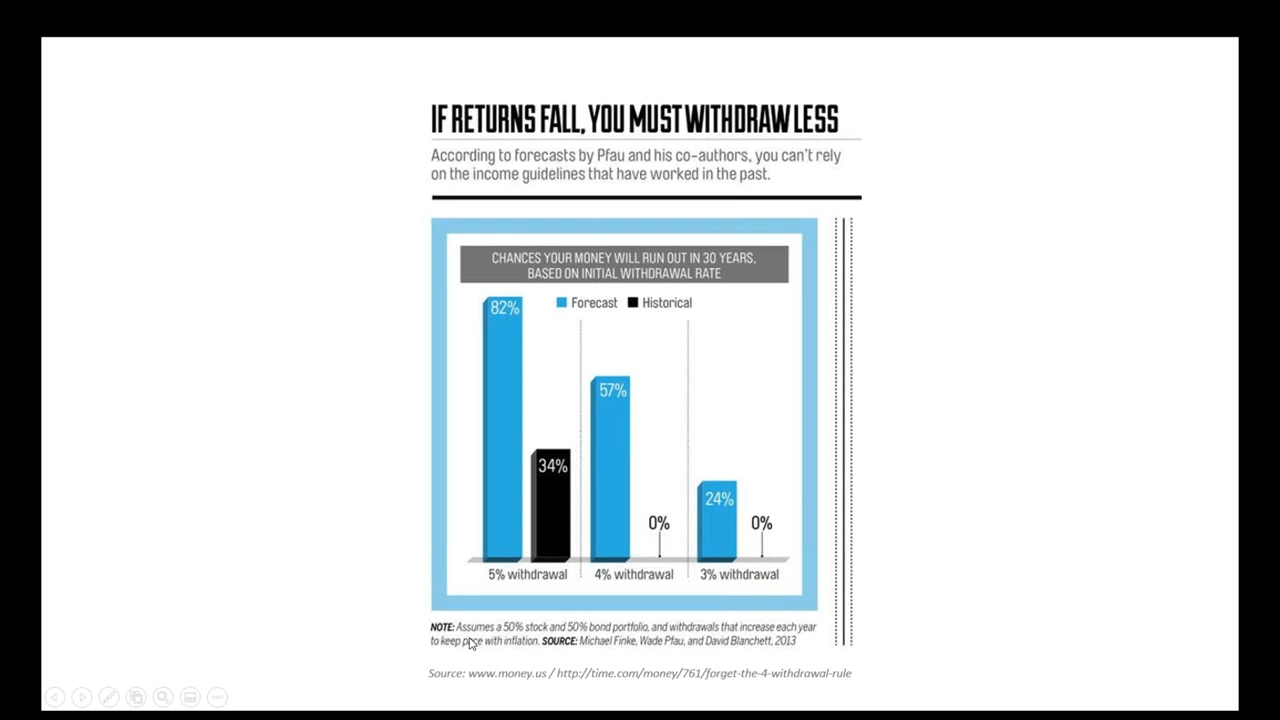 IF RETURNS FALL, YOU MUST WITHDRAW LESS
According to forecasts by Pfau and his co-authors, you can't rely
on the income guidelines that have worked in the past.
CHANCES YOUR MONEY WILL RUN OUT IN 30 YEARS,
BASED ON INITIAL WITHDRAWAL RATE
Forecast Historical
82%
57%
34%
24%
0% 0%
5% withdrawal 4% withdrawal 3% withdrawal
NOTE: Assumes a 50% stock and 50% bond portfolio, and withdrawals that increase each year
to keep pace with inflation. SOURCE: Michael Finke, Wade Pfau, and David Blanchett, 2013
Source: www.money.us / http://time.com/money/761/forget-the-4-withdrawal-rule